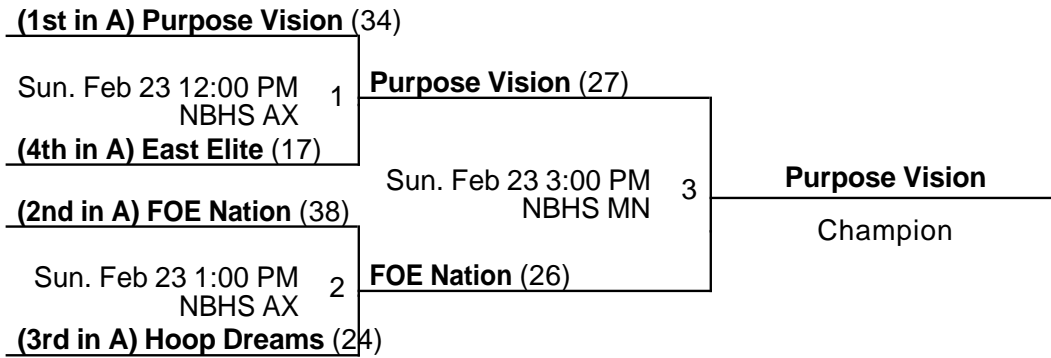 (1st in A) Purpose Vision (34)
Sun. Feb 23 12:00 PM
NBHS AX
1
(4th in A) East Elite (17)
Purpose Vision (27)
(2nd in A) FOE Nation (38)
Sun. Feb 23 1:00 PM
NBHS AX
2
(3rd in A) Hoop Dreams (24)
FOE Nation (26)
Sun. Feb 23 3:00 PM
NBHS MN
3
Purpose Vision
Champion